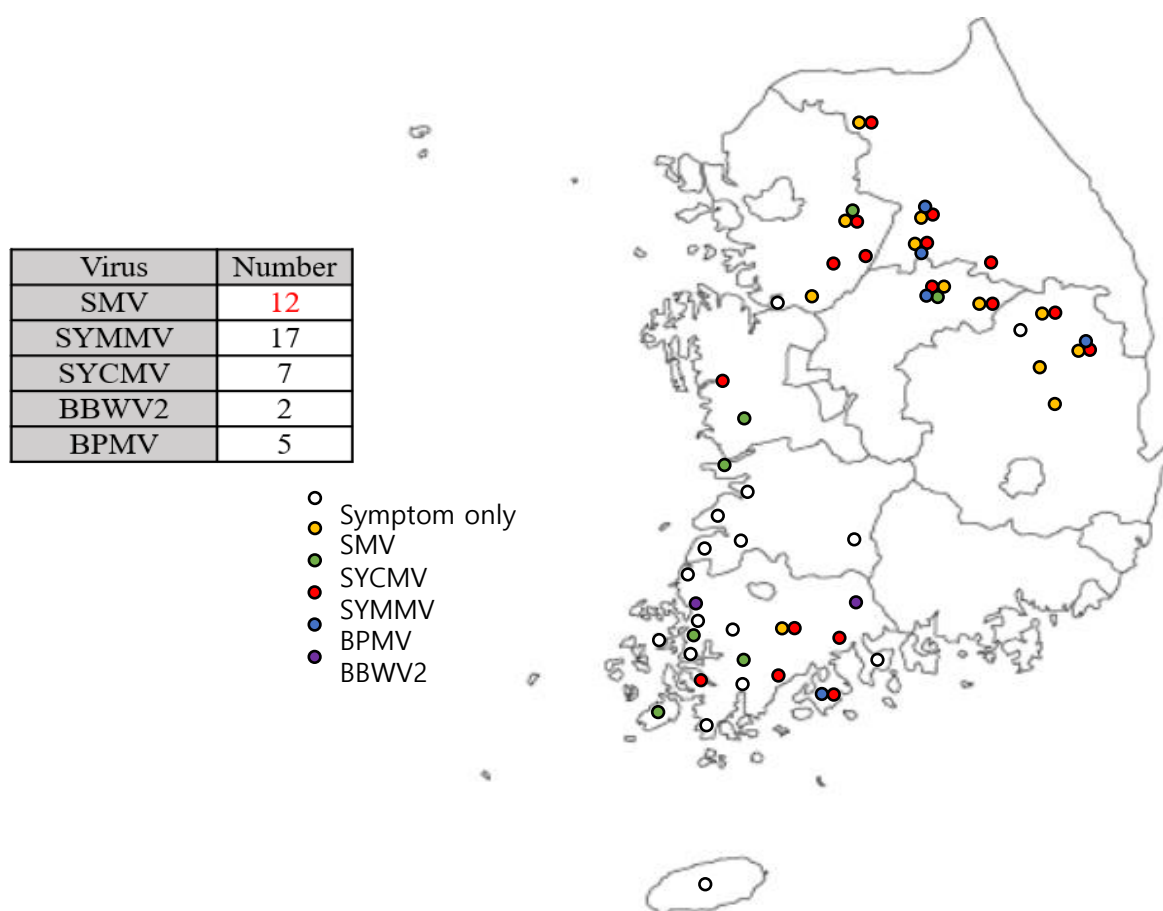 Virus Number
SMV 12
SYMMV 17
SYCMV 7
BBWV2 2
BPMV 5
Symptom only
SMV
SYCMV
SYMMV
BPMV
BBWV2